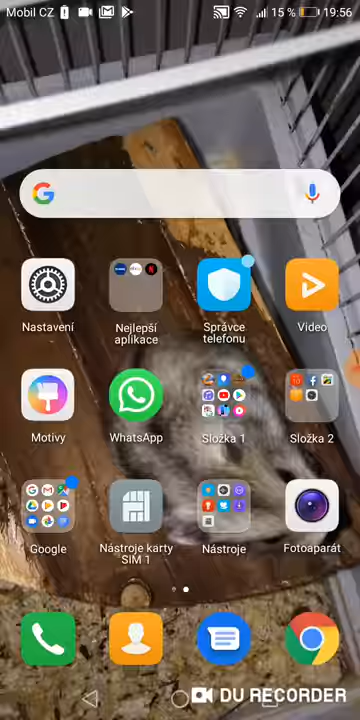 Mobil CZ 15 % 19:56
Nastavení
Nejlepší
aplikace
Správce
telefonu
Video
Motivy
WhatsApp
Složka 1
Složka 2
Google
Nástroje karty
SIM 1
Nástroje
Fotoaparát
DU RECORDER